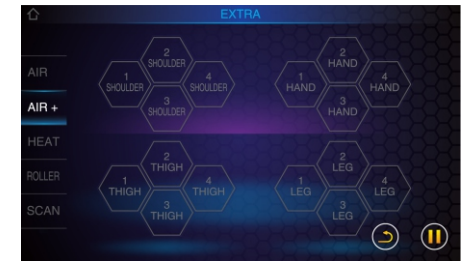 EXTRA
AIR
AIR +
HEAT
ROLLER
SCAN
2
SHOULDER
1
SHOULDER
4
SHOULDER
3
SHOULDER
2
HAND
1
HAND
4
HAND
3
HAND
2
THIGH
1
THIGH
4
THIGH
3
THIGH
2
LEG
1
LEG
4
LEG
3
LEG